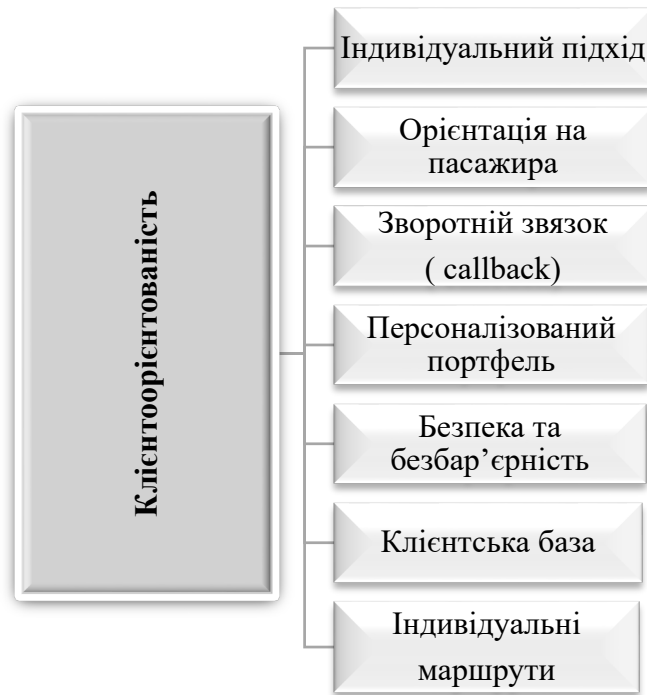 Клієнтоорієнтованість
Індивідуальний підхід
Орієнтація на
пасажира
Зворотній звязок
( callback)
Персоналізований
портфель
Безпека та
безбар’єрність
Клієнтська база
Індивідуальні
маршрути